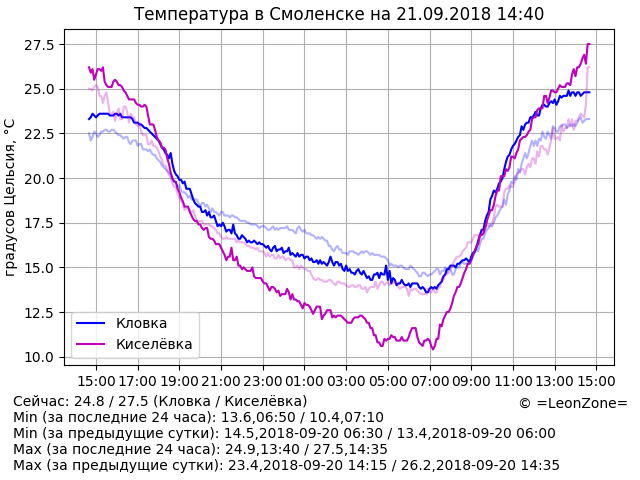 Температура в Смоленске на 21.09.2018 14:40
градусов Цельсия, °C
27.5
25.0
22.5
20.0
17.5
15.0
12.5
10.0
Кловка
Киселёвка
15:00 17:00 19:00 21:00 23:00 01:00 03:00 05:00 07:00 09:00 11:00 13:00 15:00
Сейчас: 24.8 / 27.5 (Кловка / Киселёвка)
© =LeonZone=
Min (за последние 24 часа): 13.6,06:50 / 10.4,07:10
Min (за предыдущие сутки): 14.5,2018-09-20 06:30 / 13.4,2018-09-20 06:00
Max (за последние 24 часа): 24.9,13:40 / 27.5,14:35
Max (за предыдущие сутки): 23.4,2018-09-20 14:15 / 26.2,2018-09-20 14:35